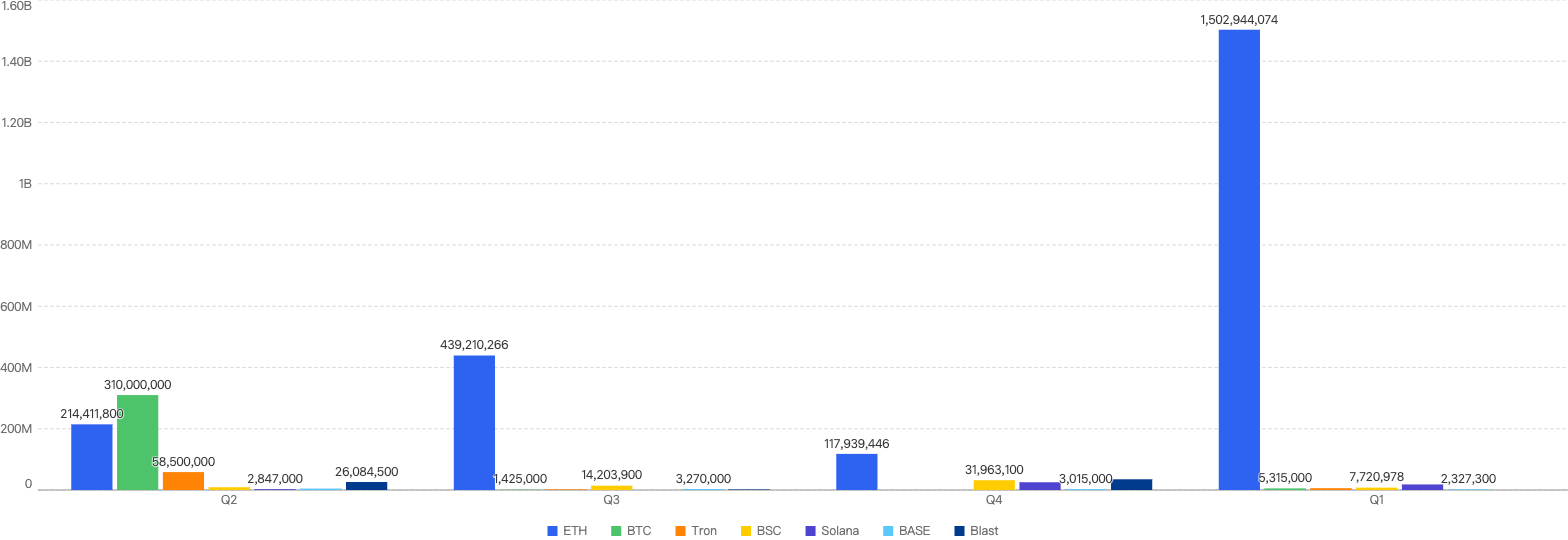 1.60B
1.40B
1.20B
1B
800M
600M
400M
200M
0
214,411,800
310,000,000
58,500,000
2,847,000
26,084,500
439,210,266
1,425,000
14,203,900
3,270,000
117,939,446
31,963,100
3,015,000
1,502,944,074
5,315,000
7,720,978
2,327,300
Q2 Q3 Q4 Q1
ETH BTC Tron BSC Solana BASE Blast